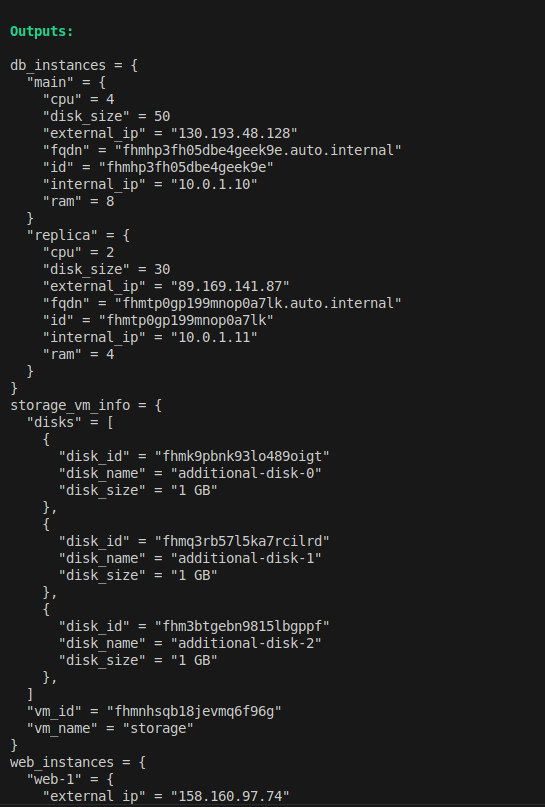 Outputs:
db_instances = {
"main" = {
"cpu" = 4
"disk_size" = 50
"external_ip" = "130.193.48.128"
"fqdn" = "fhmhp3fh05dbe4geek9e.auto.internal"
"id" = "fhmhp3fh05dbe4geek9e"
"internal_ip" = "10.0.1.10"
"ram" = 8
}
"replica" = {
"cpu" = 2
"disk_size" = 30
"external_ip" = "89.169.141.87"
"fqdn" = "fhmtp0gp199mnop0a7lk.auto.internal"
"id" = "fhmtp0gp199mnop0a7lk"
"internal_ip" = "10.0.1.11"
"ram" = 4
}
}
storage_vm_info = {
"disks" = [
{
"disk_id" = "fhmk9pbnk93lo489oigt"
"disk_name" = "additional-disk-0"
"disk_size" = "1 GB"
},
{
"disk_id" = "fhmq3rb57l5ka7rcilrd"
"disk_name" = "additional-disk-1"
"disk_size" = "1 GB"
},
{
"disk_id" = "fhm3btgebn9815lbgppf"
"disk_name" = "additional-disk-2"
"disk_size" = "1 GB"
},
]
"vm_id" = "fhmnhsqb18jevmq6f96g"
"vm_name" = "storage"
}
web_instances = {
"web-1" = {
"external_ip" = "158.160.97.74"